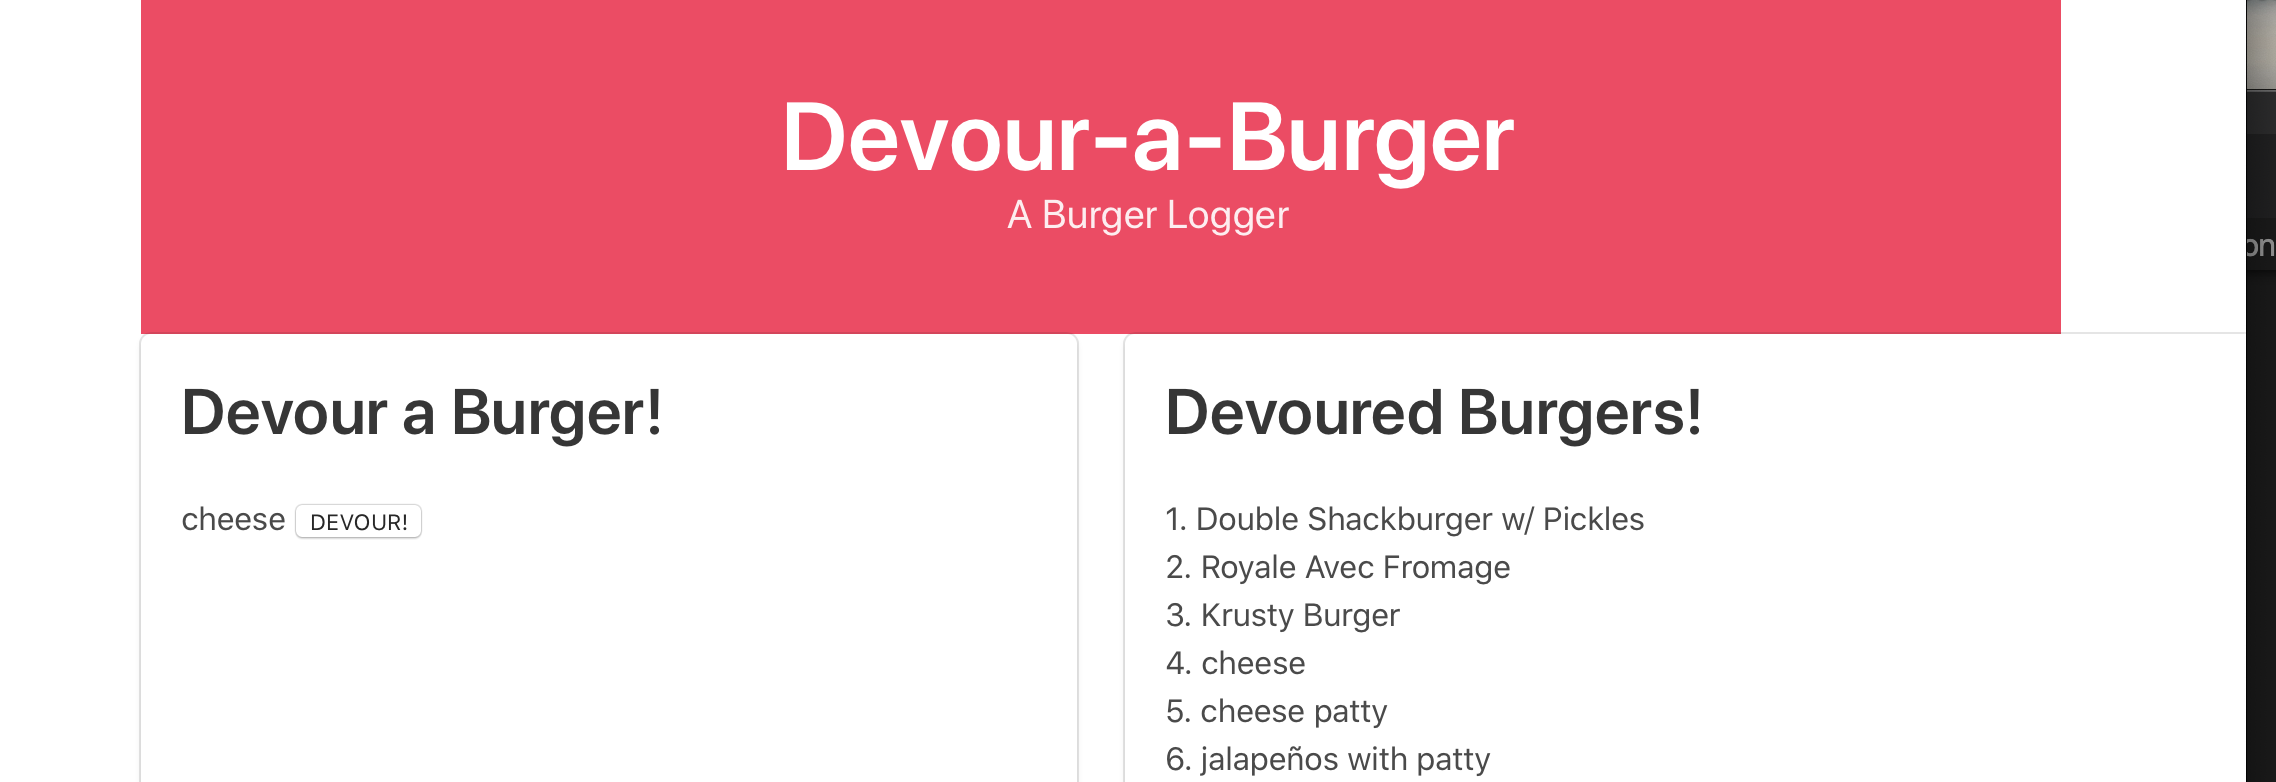 Devour-a-Burger
A Burger Logger
on
Devour a Burger!
cheese DEVOUR!
Devoured Burgers!
1. Double Shackburger w/ Pickles
2. Royale Avec Fromage
3. Krusty Burger
4. cheese
5. cheese patty
6. jalapeños with patty